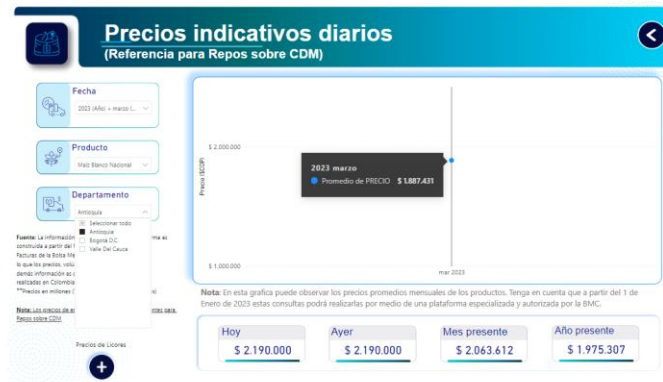 Precios indicativos diarios
(Referencia para Repos sobre CDM)
Fecha
2023 (Año) + marzo (...
Producto
Maíz Blanco Nacional
Departamento
Antioquia
Seleccionar todo
Antioquia
Bogotá D.C.
Valle Del Cauca
Fuente: La información
construida a partir del
Facturas de la Bolsa Me
lo que los precios, volú
demás información
realizadas en Colombia
**Precios en millones (
Nota: Los precios de
Repos sobre CDM
Precios de Licores
+
Precio ($COP)
$ 2.000.000
$ 1.000.000
2023 marzo
Promedio de PRECIO $ 1.887.431
mar 2023
Nota: En esta grafica puede observar los precios promedios mensuales de los productos. Tenga en cuenta que a partir del 1 de
Enero de 2023 estas consultas podrá realizarlas por medio de una plataforma especializada y autorizada por la BMC.
Hoy
$ 2.190.000
Ayer
$ 2.190.000
Mes presente
$ 2.063.612
Año presente
$ 1.975.307